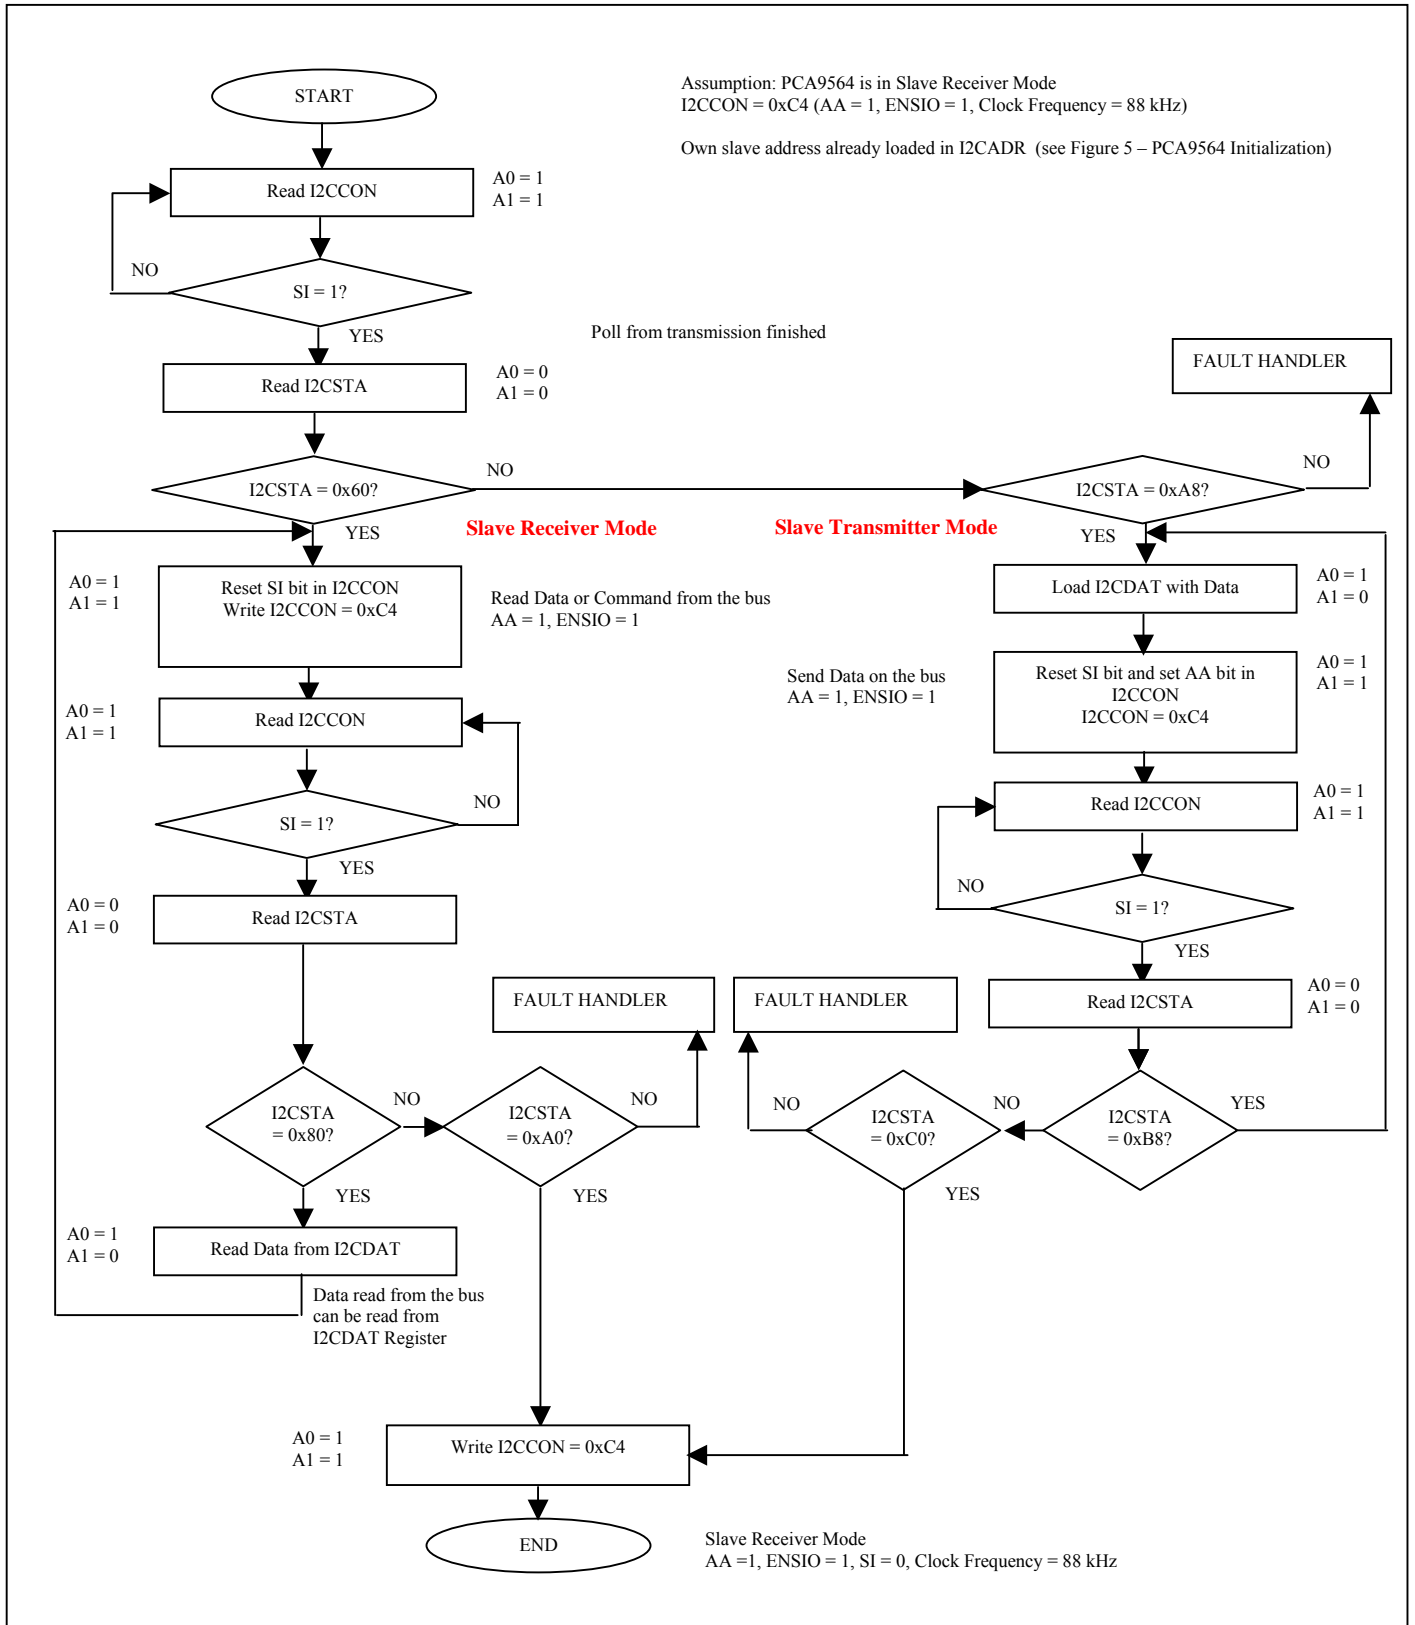 START
Assumption: PCA9564 is in Slave Receiver Mode
I2CCON = 0xC4 (AA = 1, ENSIO = 1, Clock Frequency = 88 kHz)
Own slave address already loaded in I2CADR (see Figure 5 – PCA9564 Initialization)
Read I2CCON
A0 = 1
A1 = 1
NO
SI = 1?
YES
Poll from transmission finished
Read I2CSTA
A0 = 0
A1 = 0
FAULT HANDLER
I2CSTA = 0x60?
NO
I2CSTA = 0xA8?
NO
YES
Slave Receiver Mode
Slave Transmitter Mode
YES
A0 = 1
A1 = 1
Reset SI bit in I2CCON
Write I2CCON = 0xC4
Read Data or Command from the bus
AA = 1, ENSIO = 1
Load I2CDAT with Data
A0 = 1
A1 = 0
Send Data on the bus
AA = 1, ENSIO = 1
Reset SI bit and set AA bit in
I2CCON
I2CCON = 0xC4
A0 = 1
A1 = 1
A0 = 1
A1 = 1
Read I2CCON
Read I2CCON
A0 = 1
A1 = 1
SI = 1?
NO
YES
NO
SI = 1?
YES
A0 = 0
A1 = 0
Read I2CSTA
Read I2CSTA
A0 = 0
A1 = 0
FAULT HANDLER
FAULT HANDLER
I2CSTA
= 0x80?
NO
I2CSTA
= 0xA0?
NO
NO
I2CSTA
= 0xC0?
NO
I2CSTA
= 0xB8?
YES
YES
YES
YES
A0 = 1
A1 = 0
Read Data from I2CDAT
Data read from the bus
can be read from
I2CDAT Register
A0 = 1
A1 = 1
Write I2CCON = 0xC4
END
Slave Receiver Mode
AA =1, ENSIO = 1, SI = 0, Clock Frequency = 88 kHz